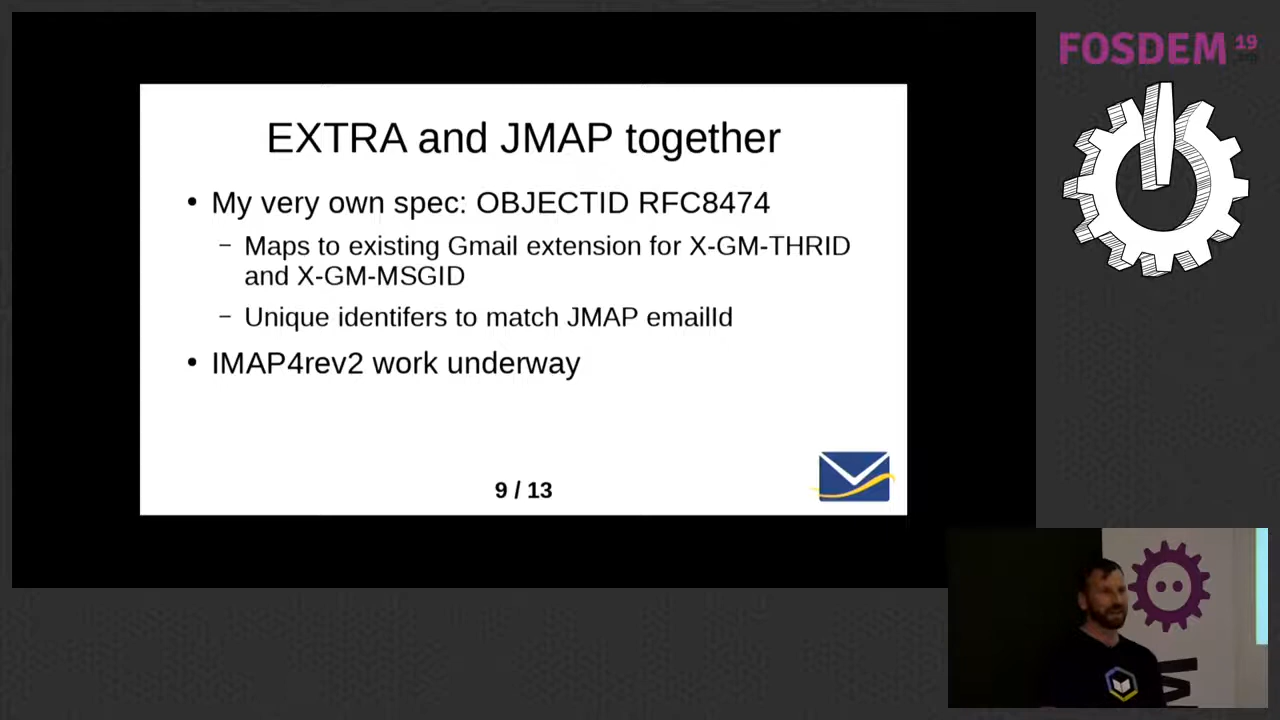 FOSDEM 19
.org
EXTRA and JMAP together
• My very own spec: OBJECTID RFC8474
– Maps to existing Gmail extension for X-GM-THRID
and X-GM-MSGID
– Unique identifers to match JMAP emailId
• IMAP4rev2 work underway
9 / 13